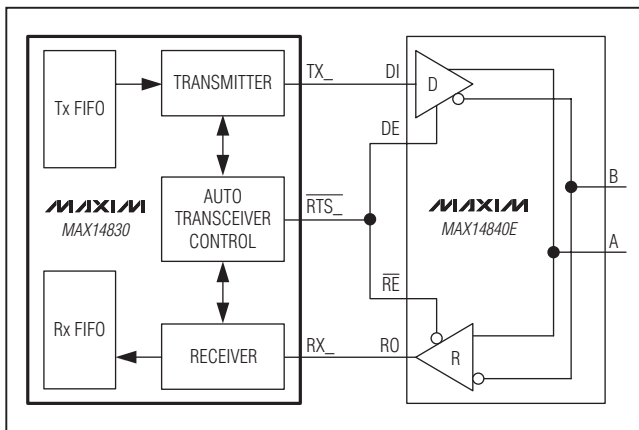 Tx FIFO
TRANSMITTER
TX_
DI
D
DE
MAXIM
MAX14830
AUTO
TRANSCEIVER
CONTROL
RTS_
MAXIM
MAX14840E
B
A
RE
Rx FIFO
RECEIVER
RX_
RO
R